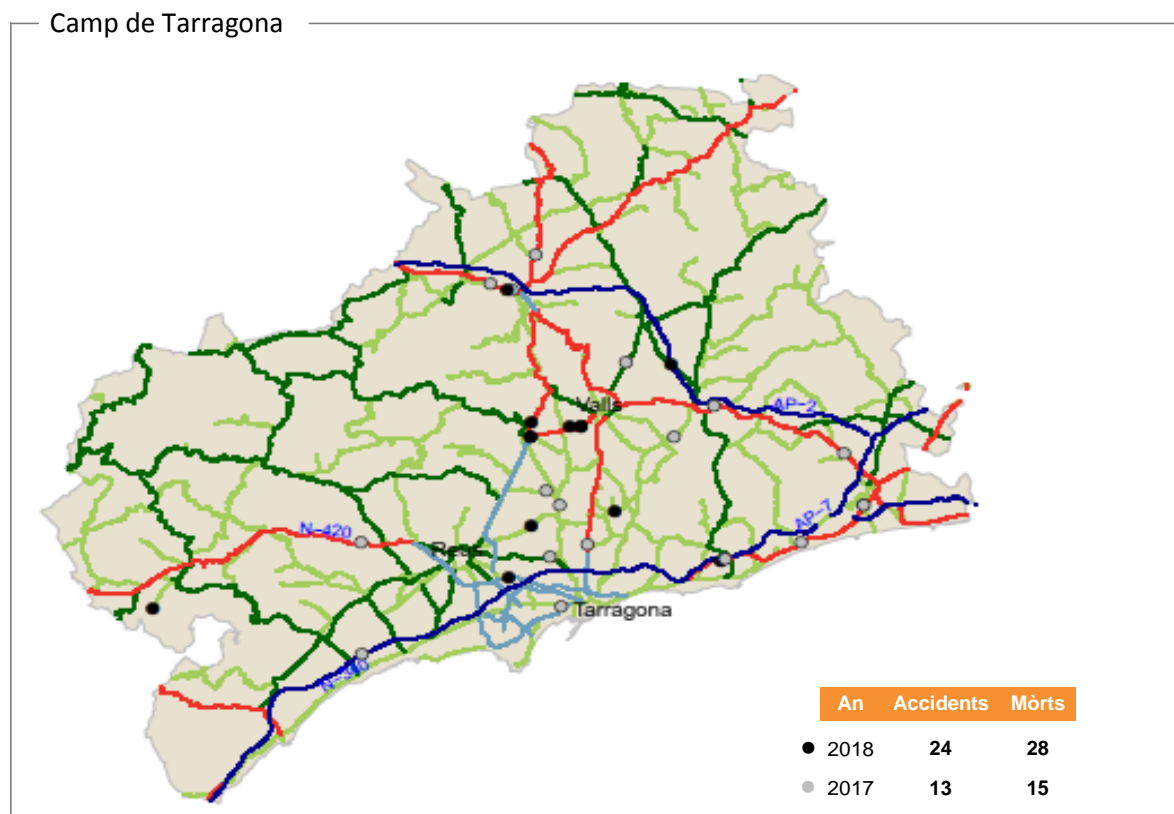 Camp de Tarragona
Valls
AP-2
AP-7
N-420
Reus
Tarragona
N-340
An Accidents Mòrts
2018 24 28
2017 13 15